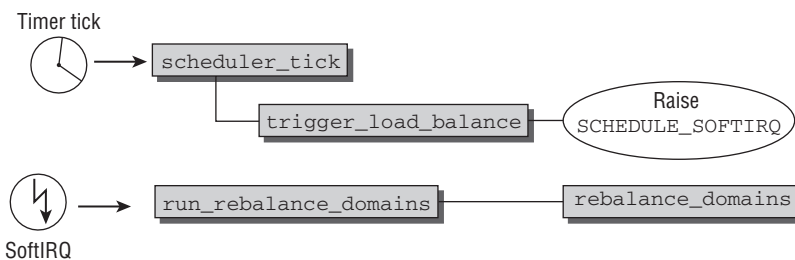 Timer tick
scheduler_tick
trigger_load_balance
Raise
SCHEDULE_SOFTIRQ
run_rebalance_domains
rebalance_domains
SoftIRQ